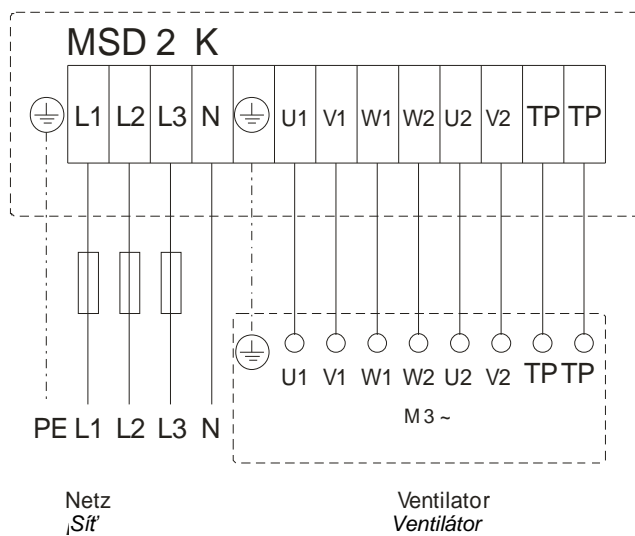 MSD 2 K
L1 L2 L3 N U1 V1 W1 W2 U2 V2 TP TP
U1 V1 W1 W2 U2 V2 TP TP
M 3 ~
PE L1 L2 L3 N
Netz Ventilator
Síť Ventilátor